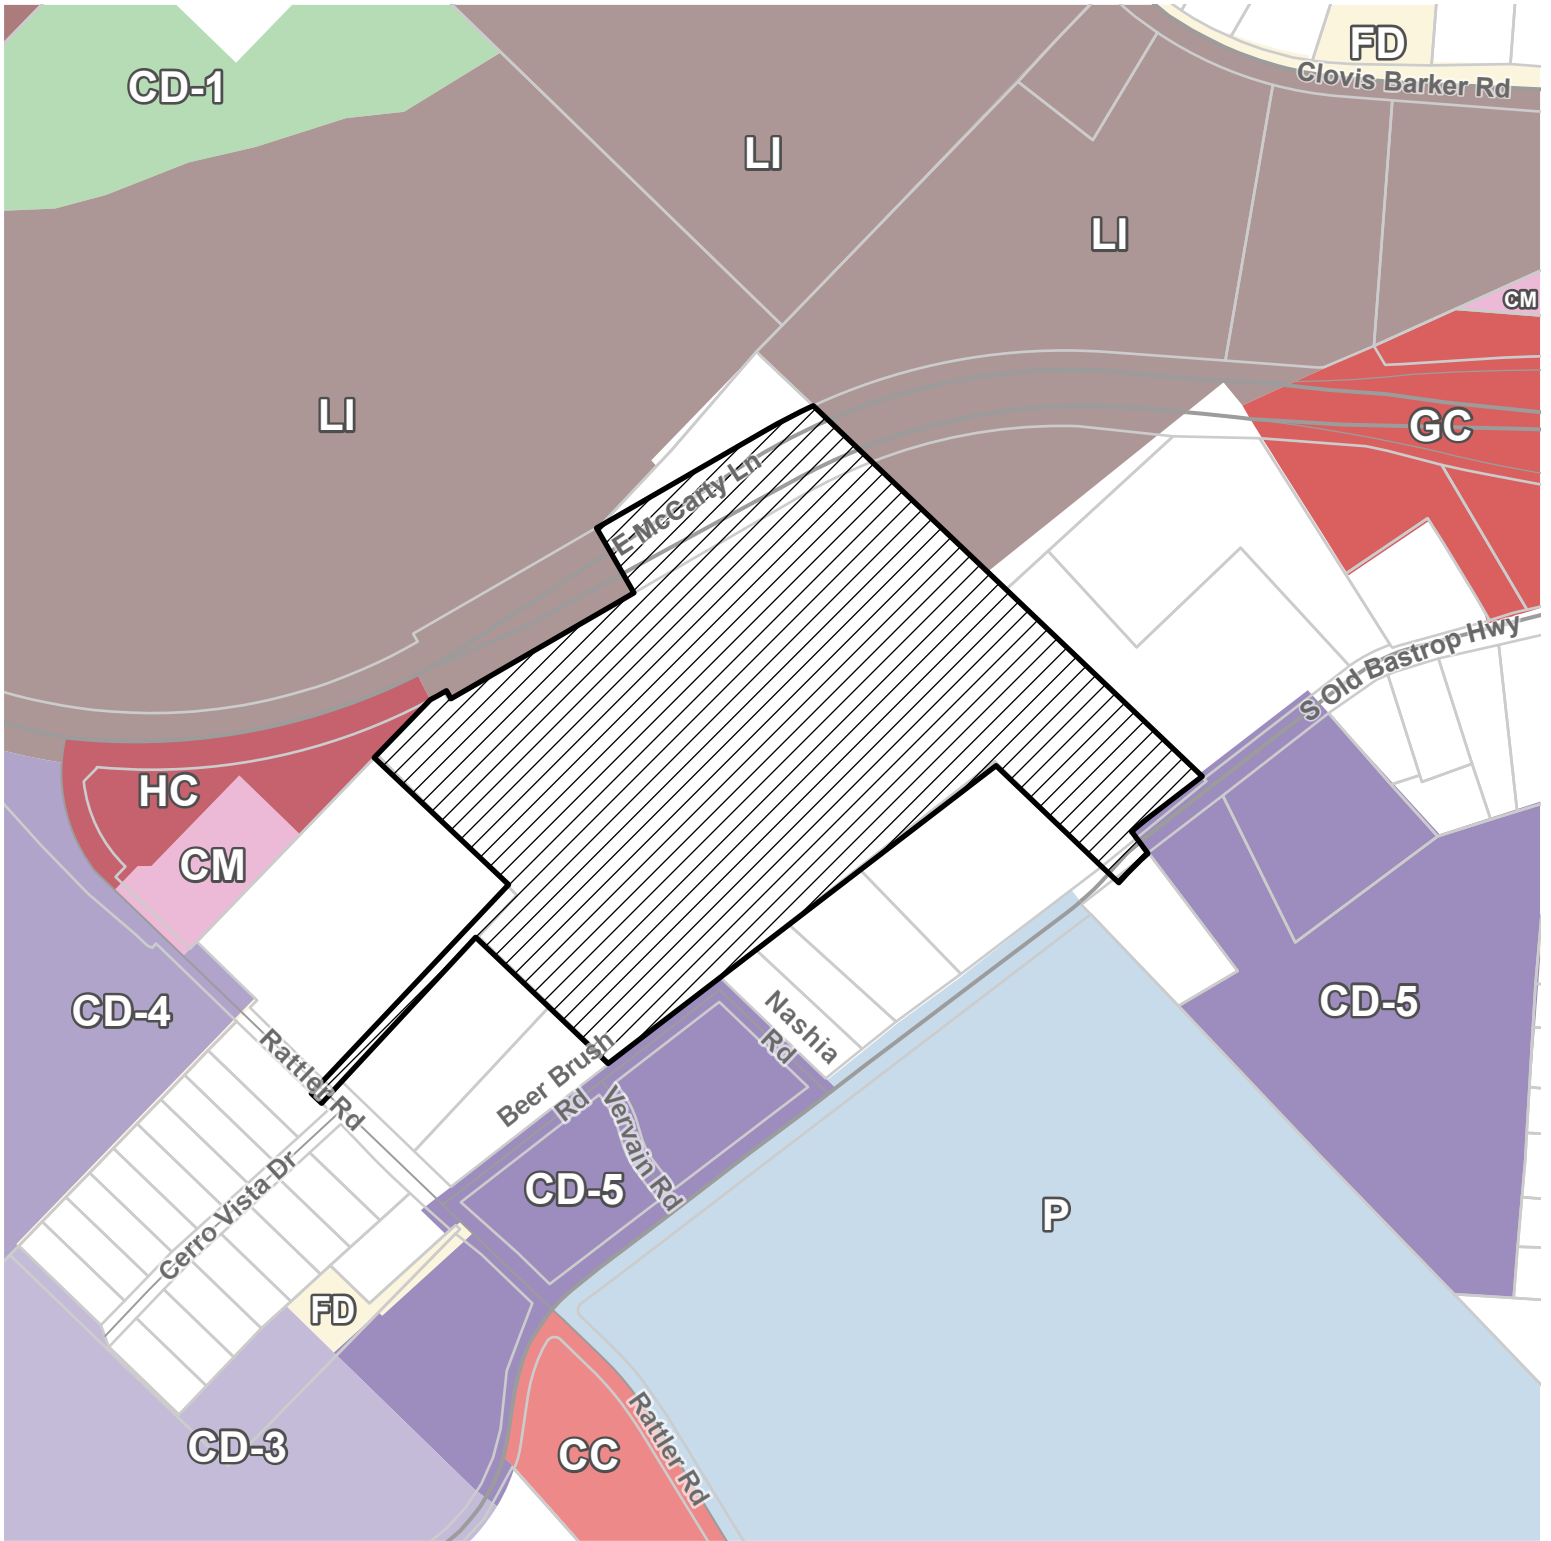 FD
Clovis Barker Rd
CD-1
LI
LI
CM
LI
GC
E McCarty Ln
S Old Bastrop Hwy
HC
CM
CD-4
CD-5
Nashia
Rd
Rattler Rd
Beer Brush
Rd
Vervain Rd
CD-5
P
Cerro Vista Dr
FD
CD-3
CC
Rattler Rd